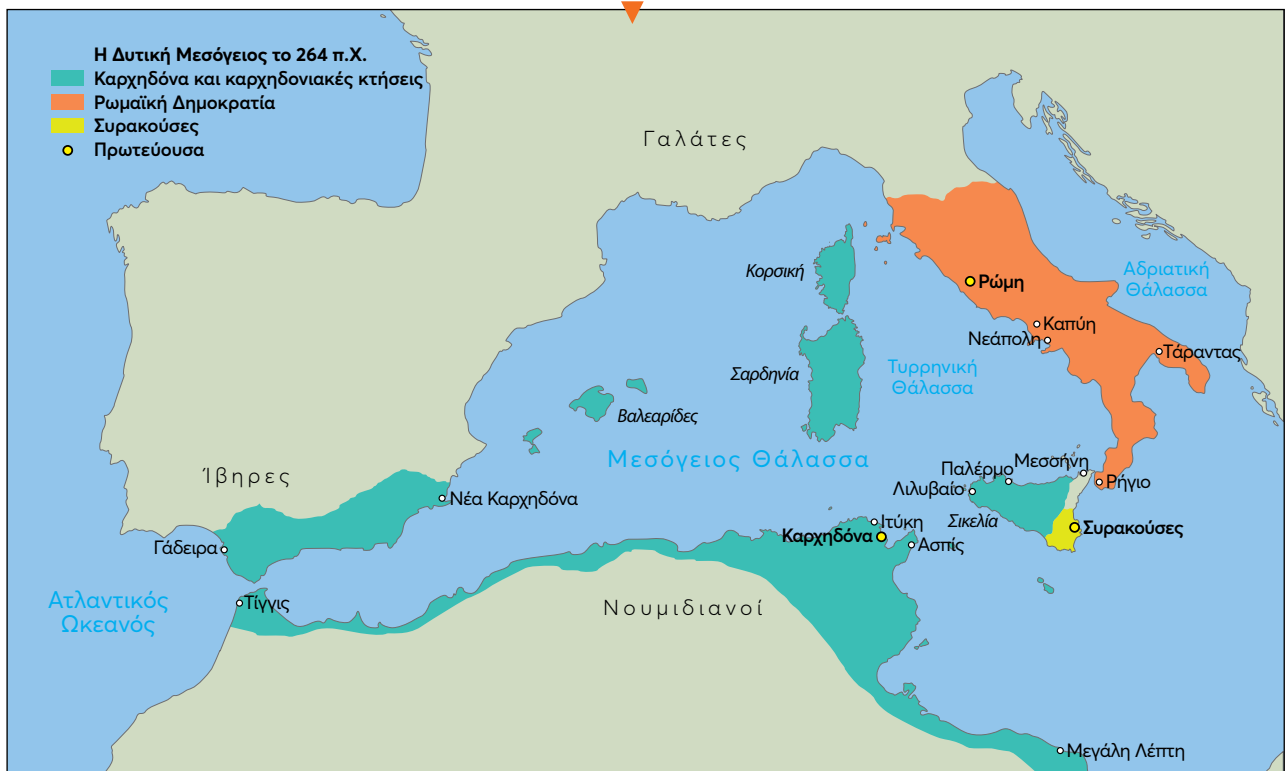 Η Δυτική Μεσόγειος το 264 π.Χ.
Καρχηδόνα και καρχηδονιακές κτήσεις
Ρωμαϊκή Δημοκρατία
Συρακούσες
Πρωτεύουσα
Γαλάτες
Κορσική
Ρώμη
Αδριατική
Θάλασσα
Καπύη
Νεάπολη
Τάραντας
Σαρδηνία
Τυρρηνική
Θάλασσα
Βαλεαρίδες
Μεσόγειος Θάλασσα
Ίβηρες
Νέα Καρχηδόνα
Μεσσήνη
Παλέρμο
Ρήγιο
Λιλυβαίο
Σικελία
Συρακούσες
Ιτύκη
Καρχηδόνα
Ασπίς
Γάδειρα
Τίγγις
Ατλαντικός
Ωκεανός
Νουμιδιανοί
Μεγάλη Λέπτη